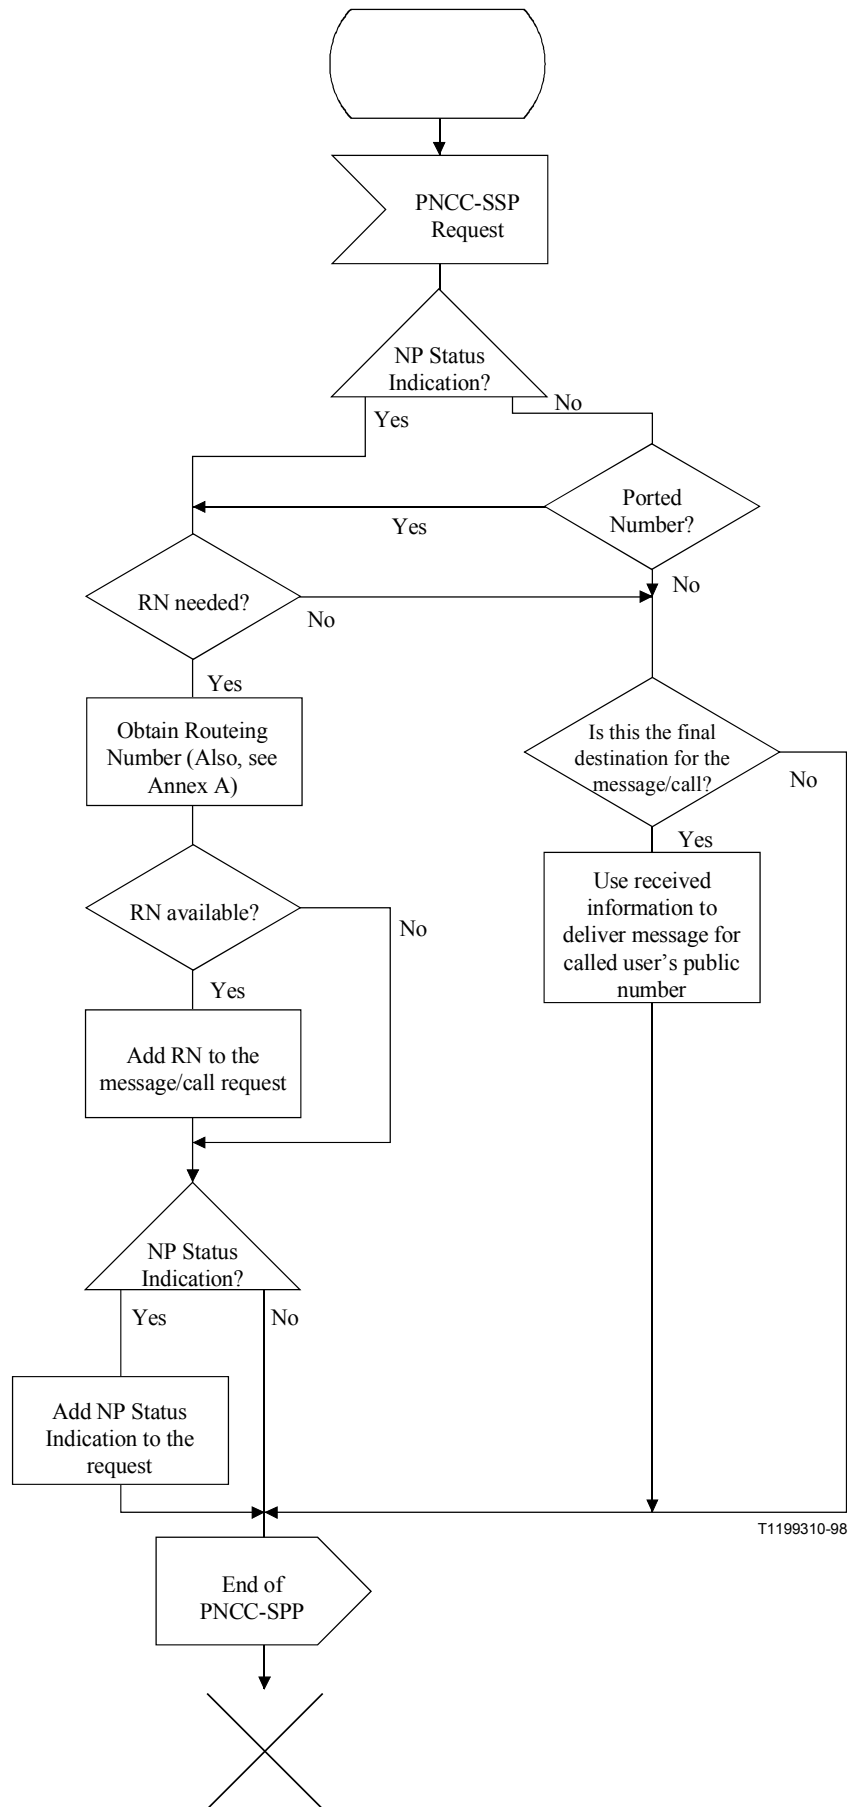 PNCC-SSP
Request
NP Status
Indication?
Yes
No
Ported
Number?
Yes
No
RN needed?
No
Yes
Obtain Routeing
Number (Also, see
Annex A)
Is this the final
destination for the
message/call?
No
Yes
Use received
information to
deliver message for
called user's public
number
RN available?
No
Yes
Add RN to the
message/call request
NP Status
Indication?
Yes
No
Add NP Status
Indication to the
request
T1199310-98
End of
PNCC-SPP